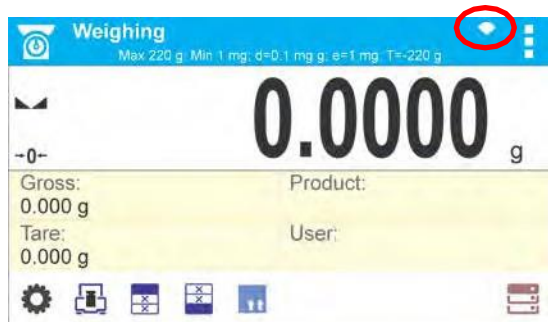 Weighing
Max 220 g; Min 1 mg; d=0.1 mg g; e=1 mg; T=-220 g
0.0000 g
→0←
Gross:
0.000 g
Product:
Tare:
0.000 g
User: